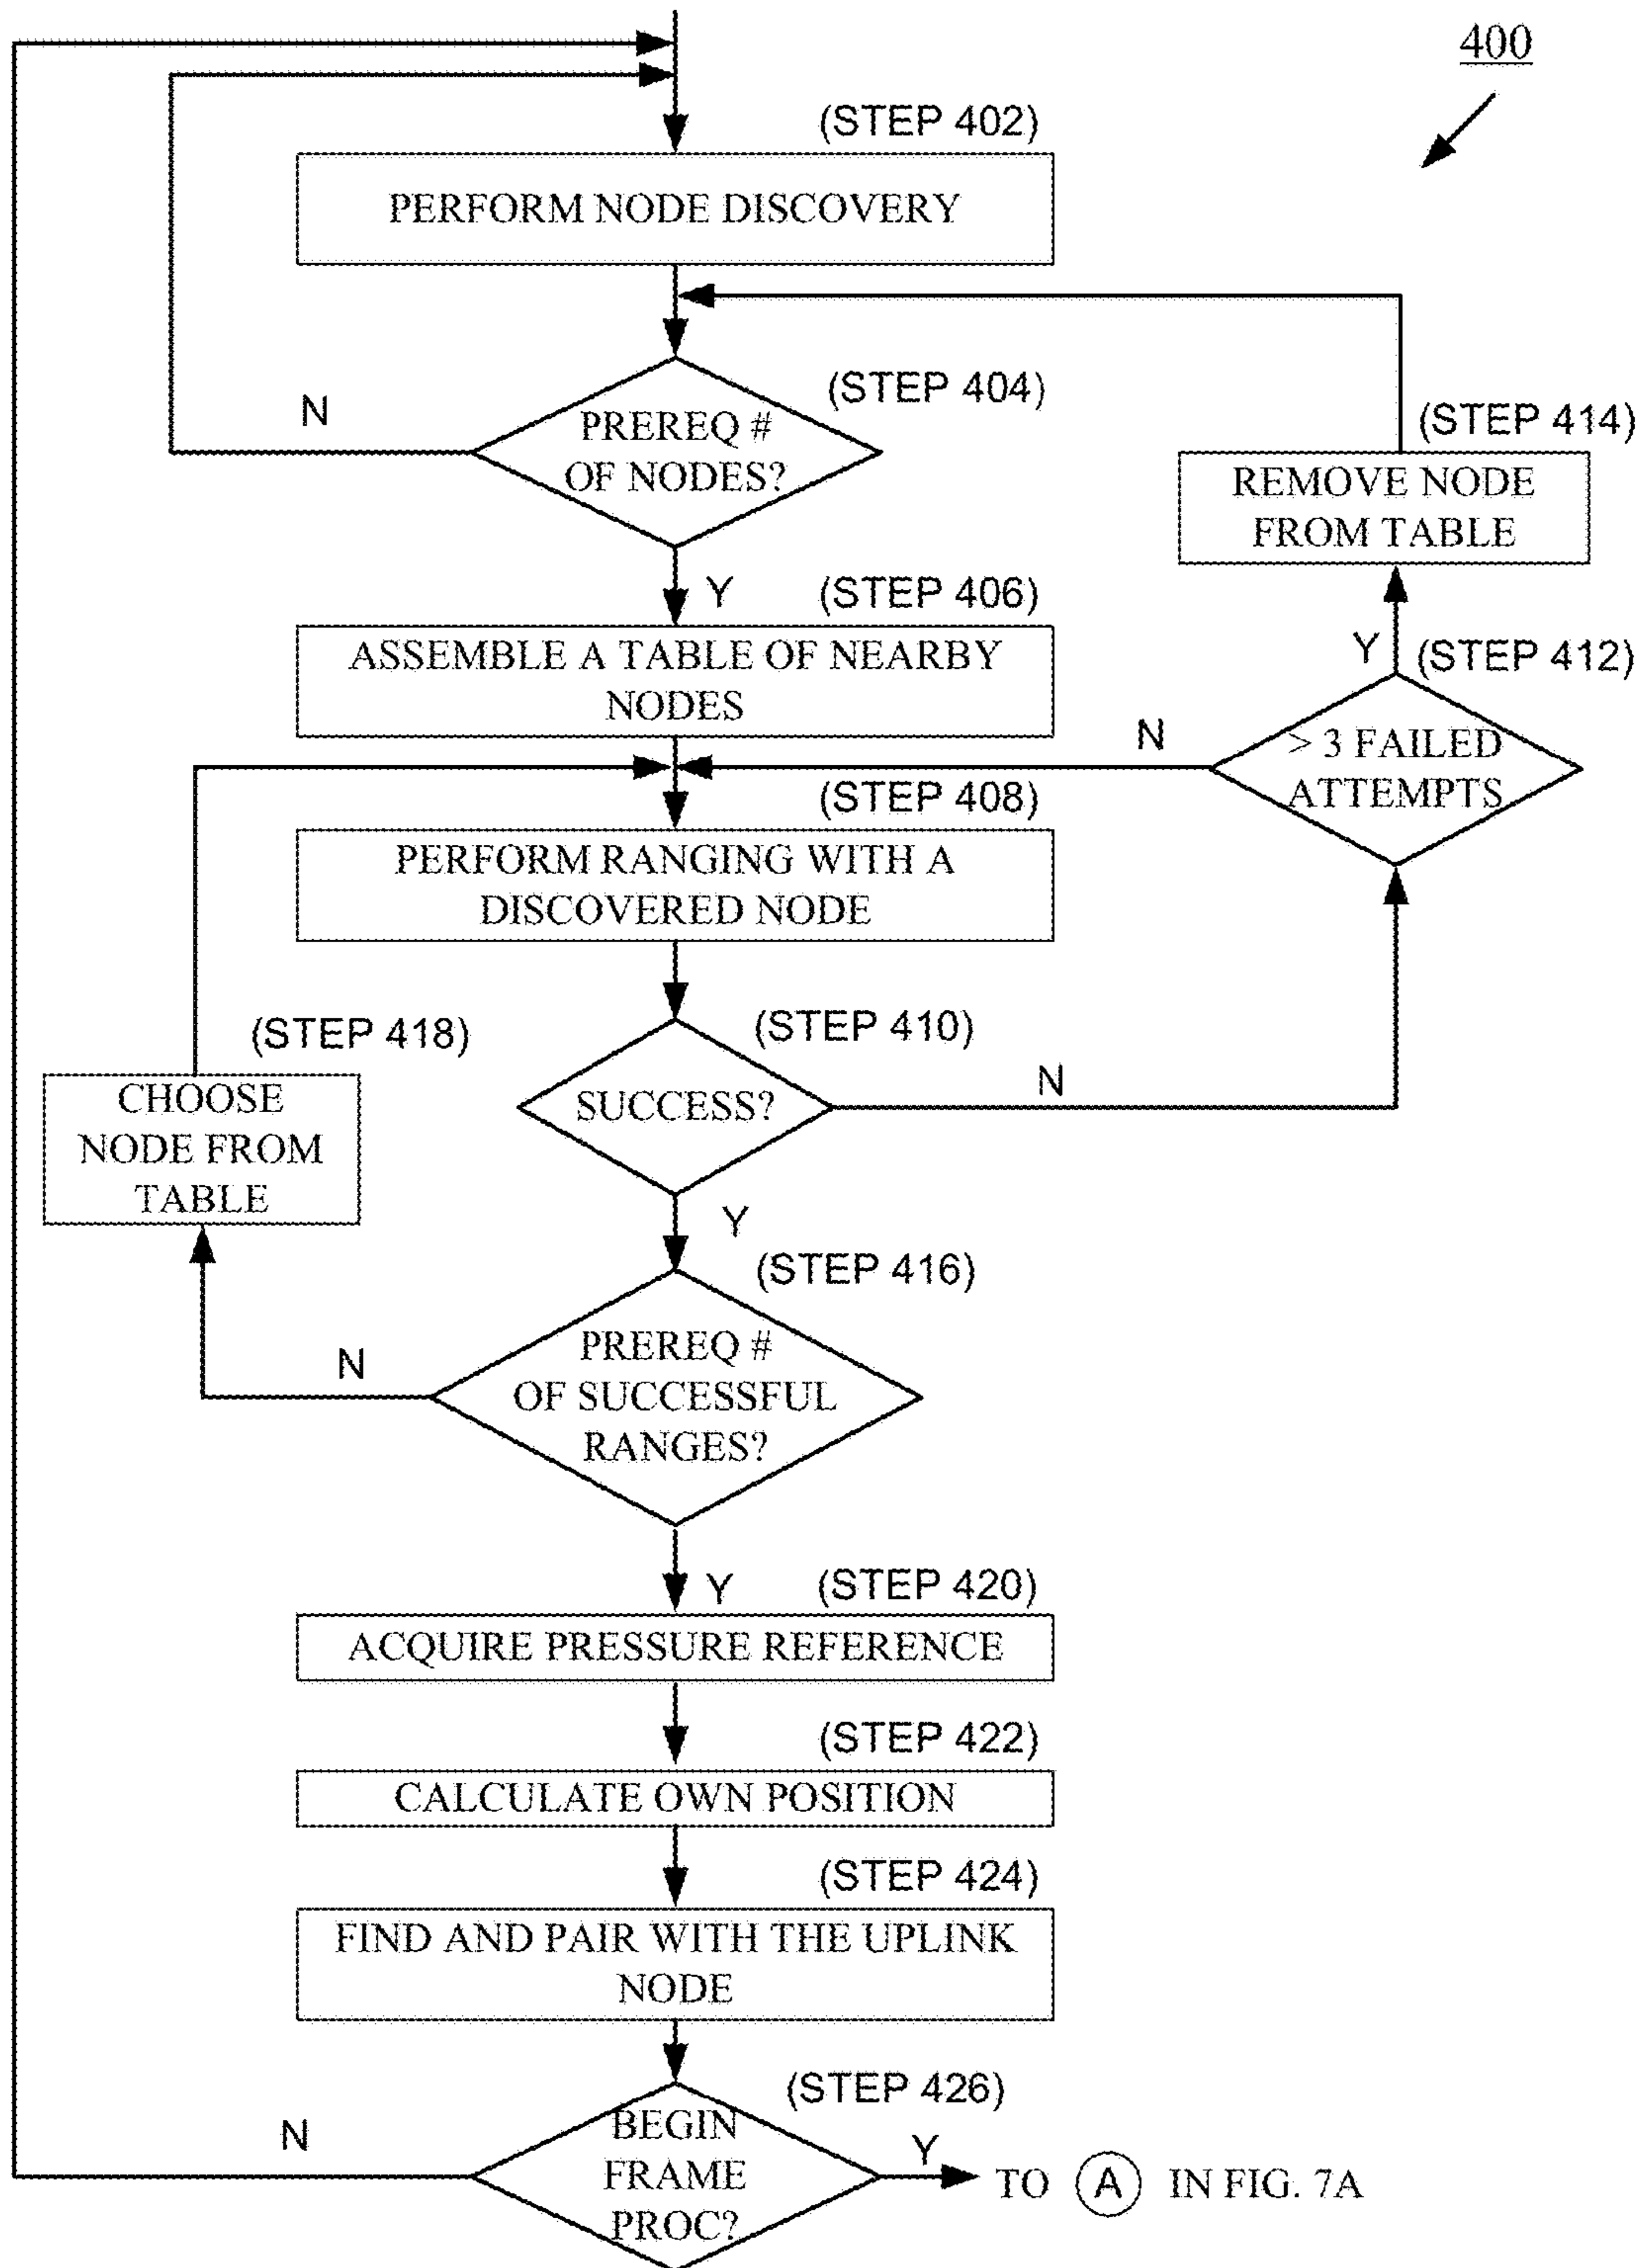 400
(STEP 402)
PERFORM NODE DISCOVERY
(STEP 404)
N
PREREQ #
OF NODES?
(STEP 414)
REMOVE NODE
FROM TABLE
Y
(STEP 406)
ASSEMBLE A TABLE OF NEARBY
NODES
Y
(STEP 412)
N
> 3 FAILED
ATTEMPTS
(STEP 408)
PERFORM RANGING WITH A
DISCOVERED NODE
(STEP 418)
CHOOSE
NODE FROM
TABLE
(STEP 410)
SUCCESS?
N
Y
(STEP 416)
N
PREREQ #
OF SUCCESSFUL
RANGES?
Y
(STEP 420)
ACQUIRE PRESSURE REFERENCE
(STEP 422)
CALCULATE OWN POSITION
(STEP 424)
FIND AND PAIR WITH THE UPLINK
NODE
(STEP 426)
N
BEGIN
FRAME
PROC?
Y
TO A IN FIG. 7A